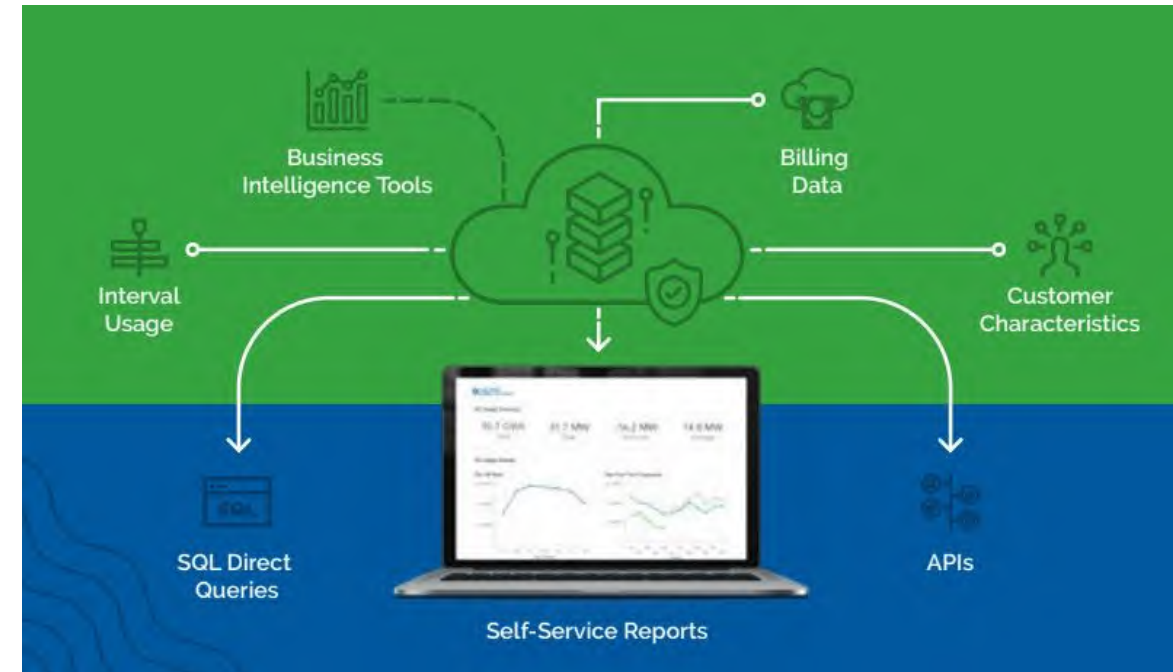 Business
Intelligence Tools
Billing
Data
Interval
Usage
Customer
Characteristics
SQL
SQL Direct
Queries
APIs
Self-Service Reports